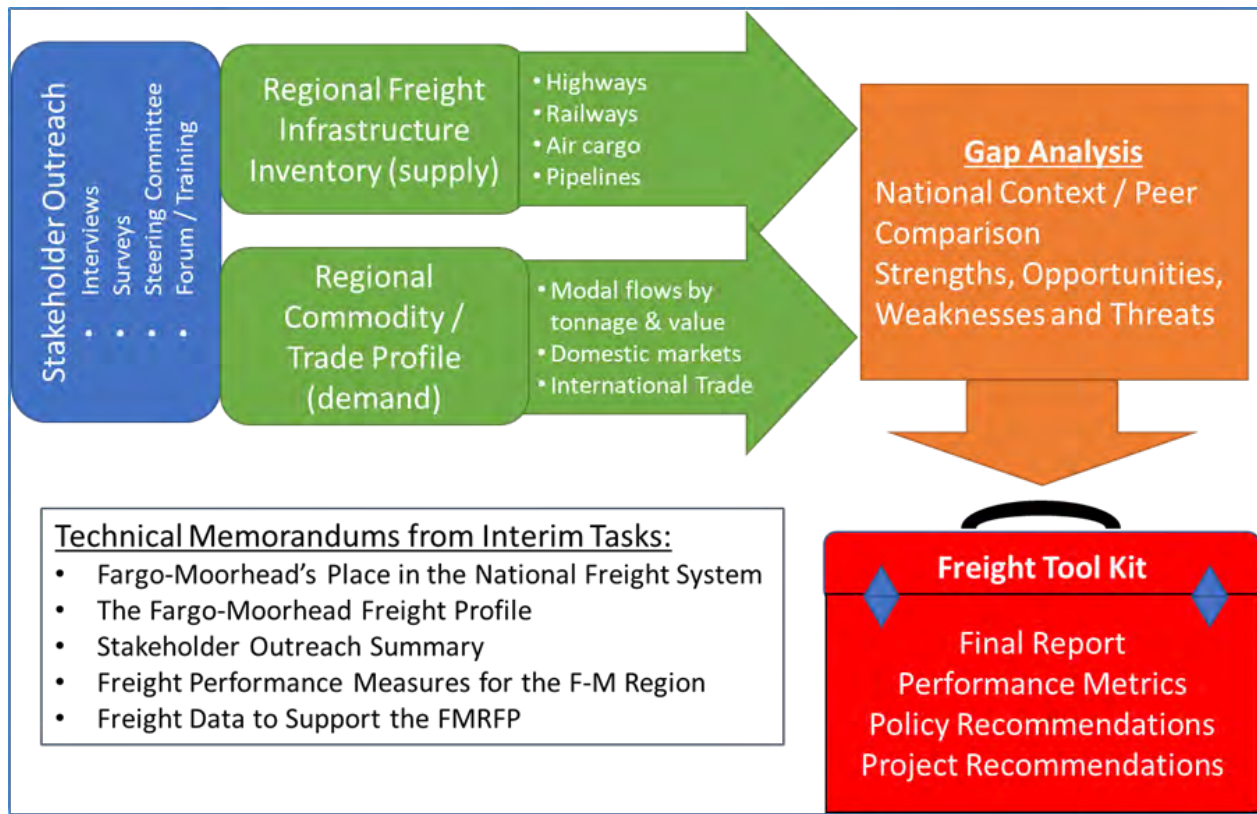 Stakeholder Outreach
• Interviews
• Surveys
• Steering Committee
• Forum / Training
Regional Freight
Infrastructure
Inventory (supply)
• Highways
• Railways
• Air cargo
• Pipelines
Regional
Commodity /
Trade Profile
(demand)
• Modal flows by
tonnage & value
• Domestic markets
• International Trade
Gap Analysis
National Context / Peer
Comparison
Strengths, Opportunities,
Weaknesses and Threats
Technical Memorandums from Interim Tasks:
• Fargo-Moorhead's Place in the National Freight System
• The Fargo-Moorhead Freight Profile
• Stakeholder Outreach Summary
• Freight Performance Measures for the F-M Region
• Freight Data to Support the FMRFP
Freight Tool Kit
Final Report
Performance Metrics
Policy Recommendations
Project Recommendations